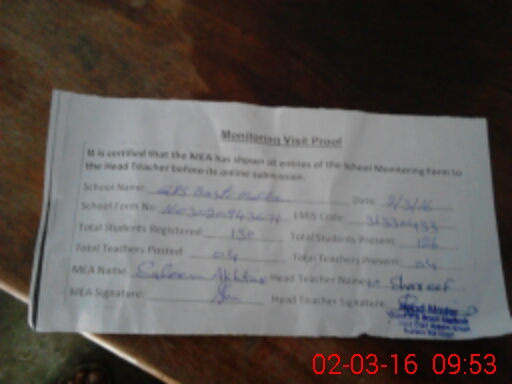 Monitoring Visit Proof
It is certified that the MEA has shown all entries of the School Monitoring Form to
the Head Teacher before its online submission.
School Name: GPS Basti Date: 2/3/16
School Form No: EMIS Code: 31330433
Total Students Registered: 130 Total Students Present: 126
Total Teachers Posted: 04 Total Teachers Present: 04
MEA Name: Saleem Akhtar Head Teacher Name: Shareef
MEA Signature: Head Teacher Signature:
Head Master
02-03-16 09:53